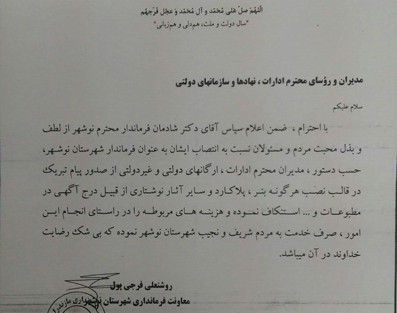 اللهم صل علی محمد و آل محمد و عجل فرجهم
"سال دولت و ملت، همدلی و همزبانی"
مدیران و رؤسای محترم ادارات ، نهادها و سازمانهای دولتی
سلام علیکم
با احترام ، ضمن اعلام سپاس آقای دکتر شادمان فرماندار محترم نوشهر از لطف
و بذل محبت مردم و مسئولان نسبت به انتصاب ایشان به عنوان فرماندار شهرستان نوشهر،
حسب دستور ، مدیران محترم ادارات ، ارگانهای دولتی و غیردولتی از صدور پیام تبریک
در قالب نصب هرگونه بنر ، پلاکارد و سایر آثار نوشتاری از قبیل درج آگهی در
مطبوعات و ... استنکاف نموده و هزینه های مربوطه را در راستای انجام این
امور ، صرف خدمت به مردم شریف و نجیب شهرستان نوشهر نموده که بی شک رضایت
خداوند در آن میباشد.
روشنعلی فرجی پول
معاونت فرمانداری شهرستان نوشهر